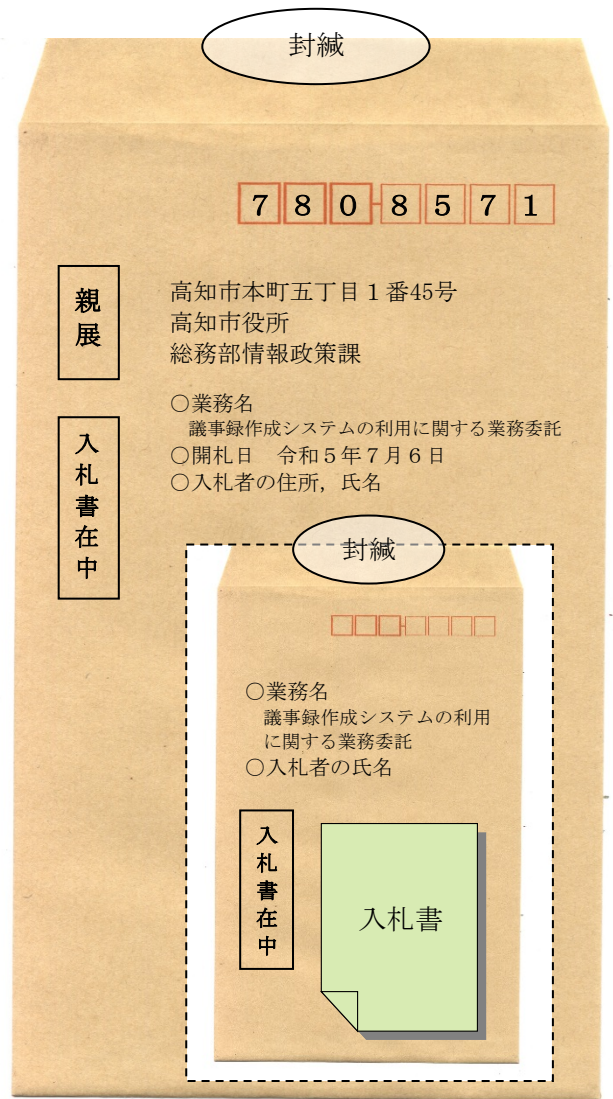 封緘
７８０８５７１
親展
高知市本町五丁目１番45号
高知市役所
総務部情報政策課
入札書在中
○業務名
議事録作成システムの利用に関する業務委託
○開札日　令和５年７月６日
○入札者の住所，氏名
封緘
○業務名
議事録作成システムの利用
に関する業務委託
○入札者の氏名
入札書在中
入札書